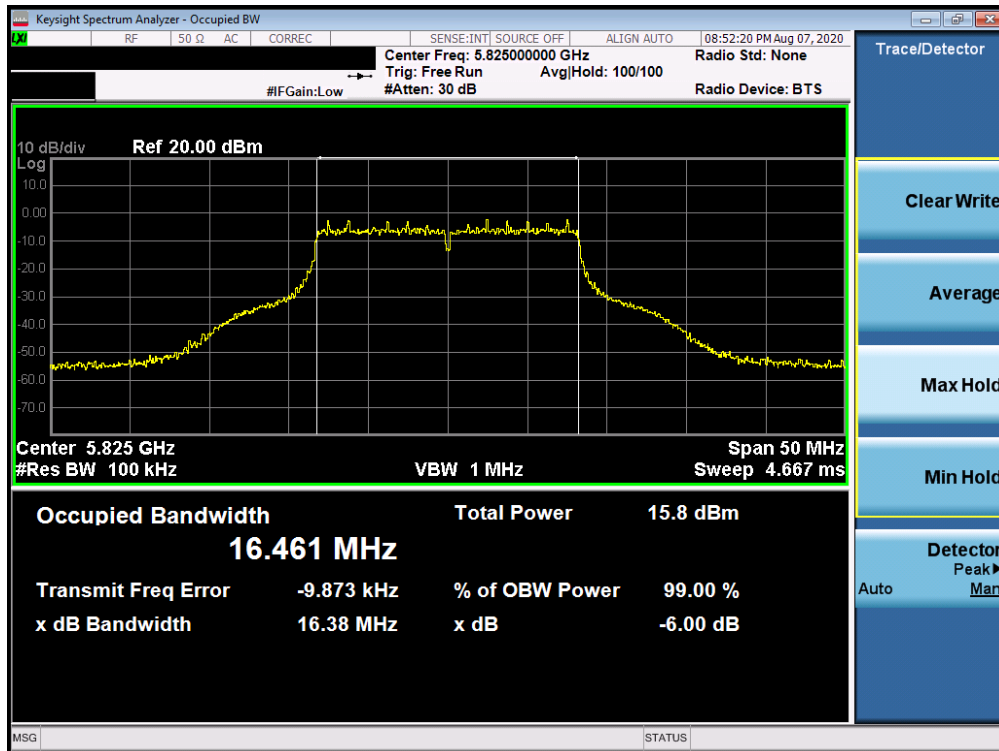 Keysight Spectrum Analyzer - Occupied BW
LXI RF 50 Ω AC CORREC SENSE:INT SOURCE OFF ALIGN AUTO 08:52:20 PM Aug 07, 2020
Center Freq: 5.825000000 GHz Radio Std: None
Trig: Free Run Avg|Hold: 100/100
#IFGain:Low #Atten: 30 dB Radio Device: BTS
10 dB/div Ref 20.00 dBm
Log
10.0
0.00
-10.0
-20.0
-30.0
-40.0
-50.0
-60.0
-70.0
Center 5.825 GHz Span 50 MHz
#Res BW 100 kHz VBW 1 MHz Sweep 4.667 ms
Occupied Bandwidth Total Power 15.8 dBm
16.461 MHz
Transmit Freq Error -9.873 kHz % of OBW Power 99.00 %
x dB Bandwidth 16.38 MHz x dB -6.00 dB
MSG STATUS
Trace/Detector
Clear Write
Average
Max Hold
Min Hold
Detector
Peak
Auto Man